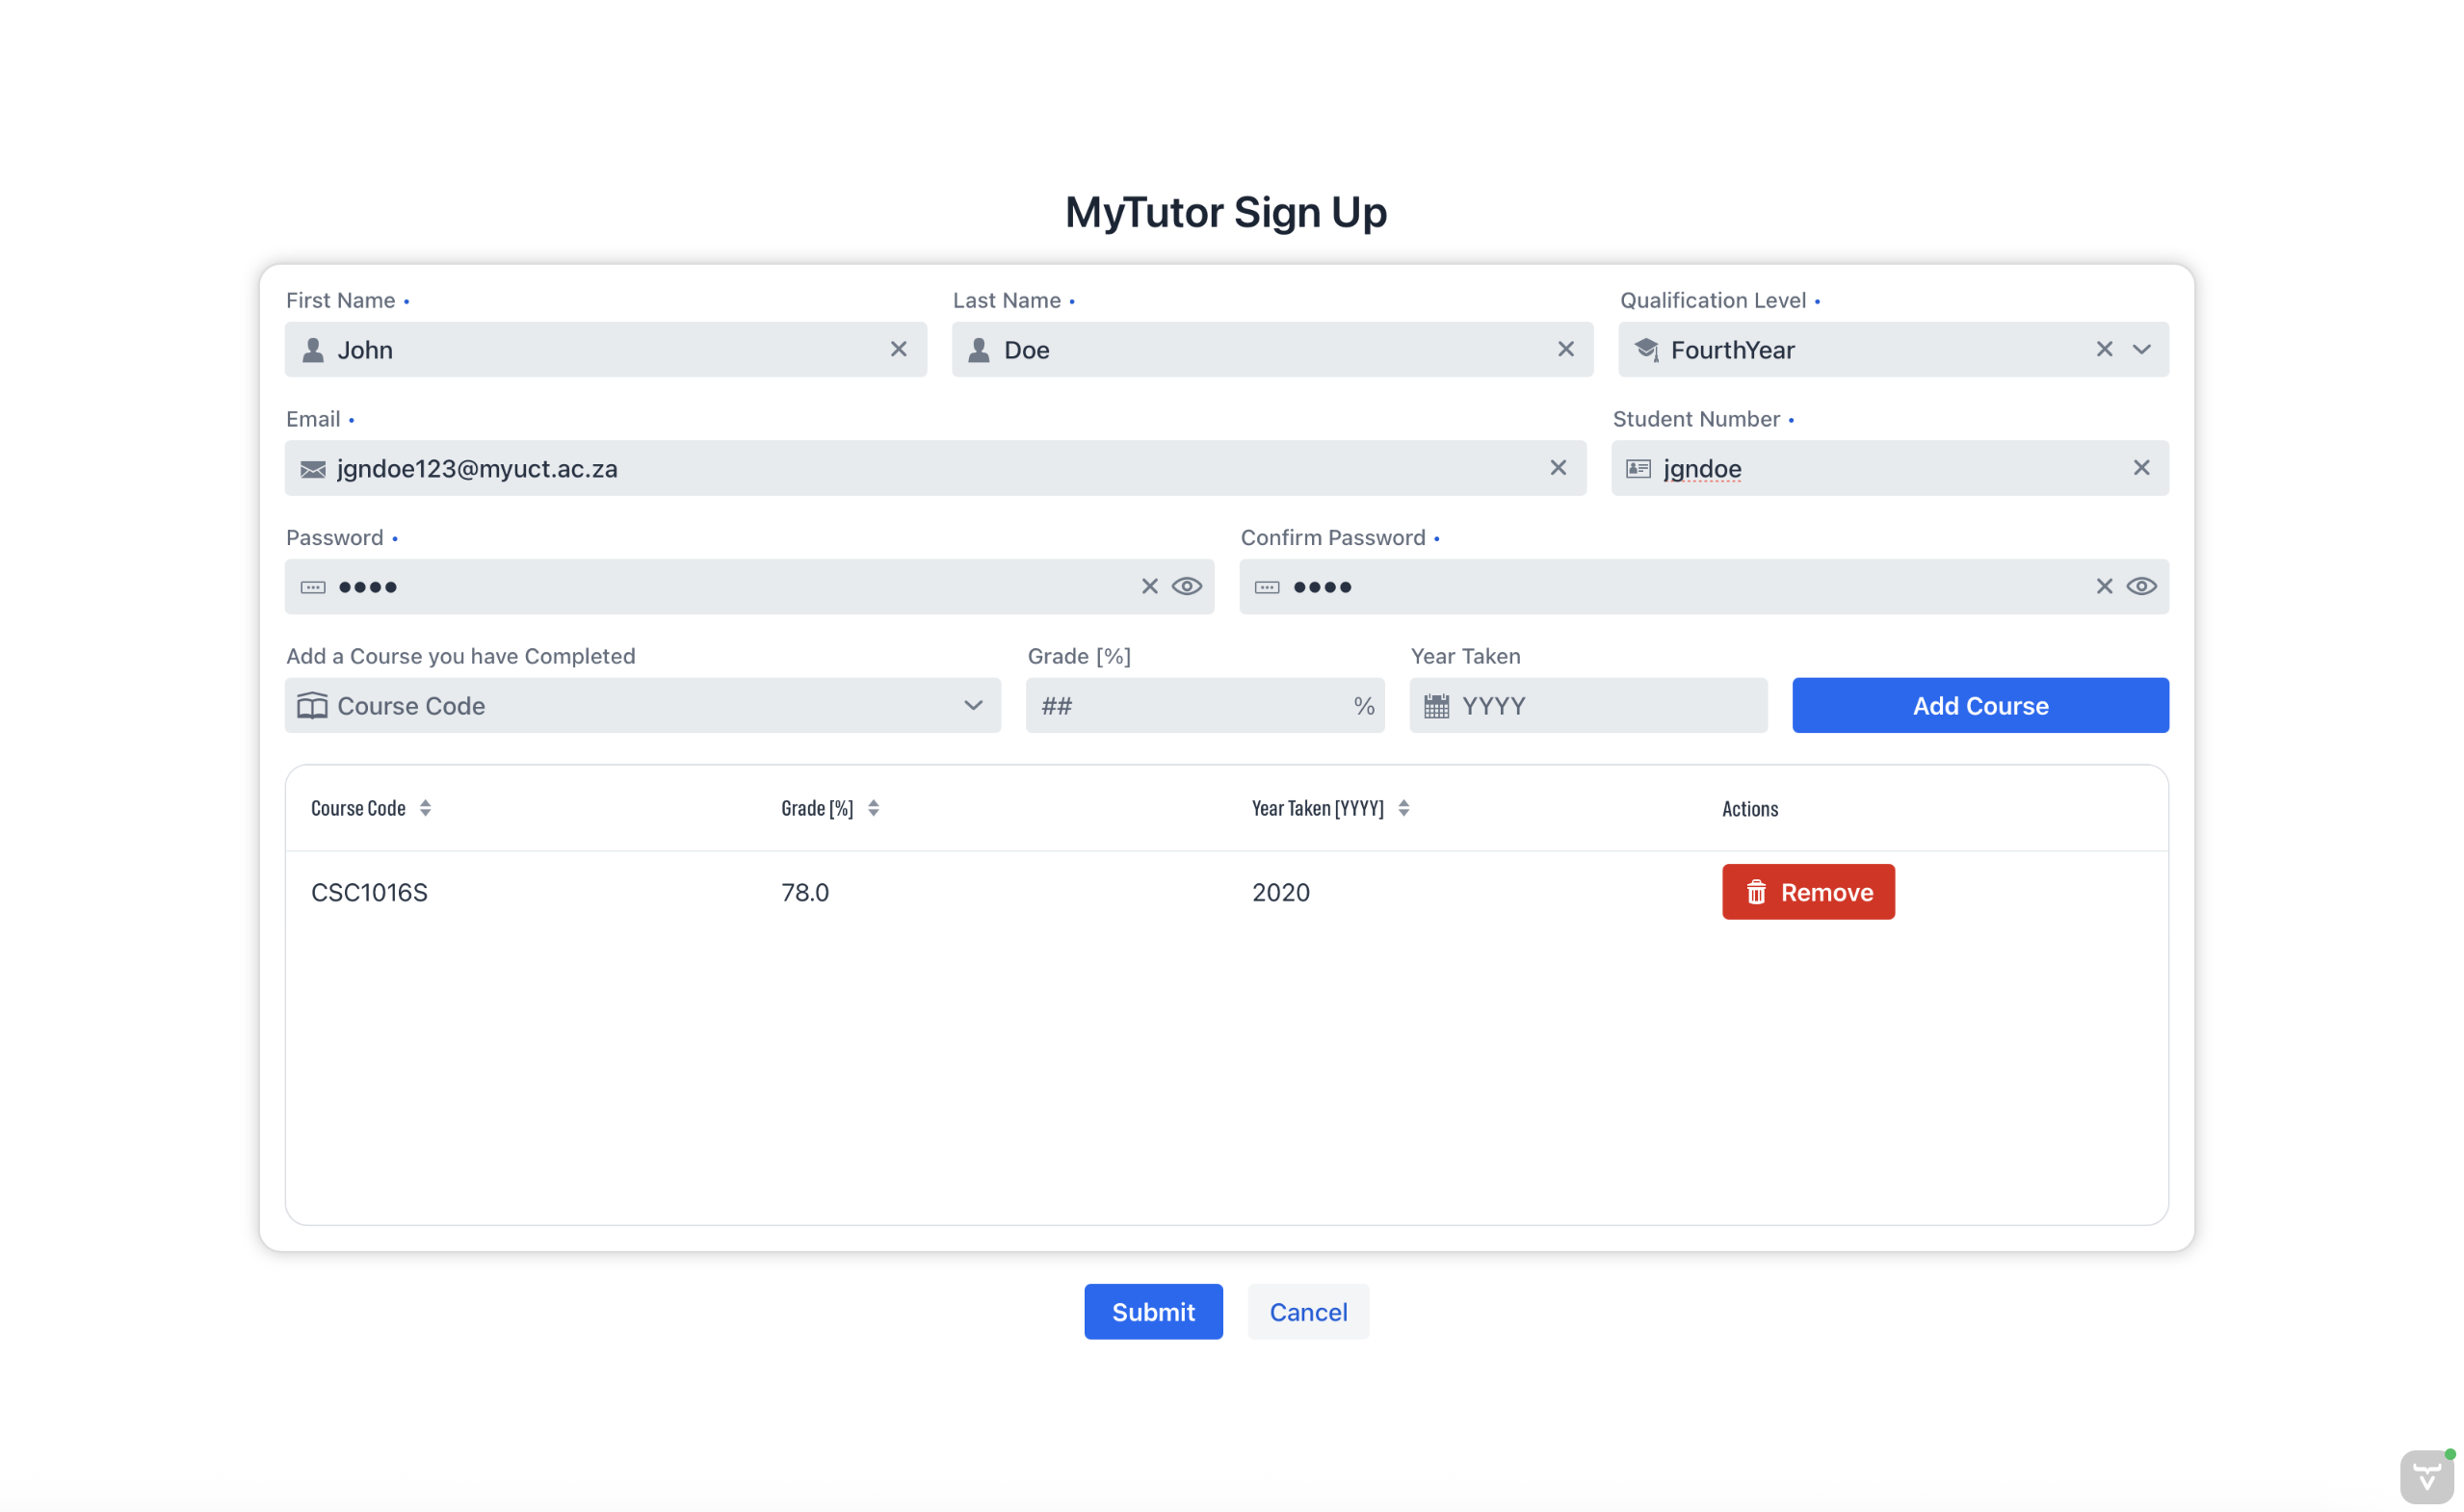 MyTutor Sign Up
First Name • Last Name • Qualification Level •
John Doe FourthYear
Email • Student Number •
jgndoe123@myuct.ac.za jgndoe
Password • Confirm Password •
•••• ••••
Add a Course you have Completed Grade [%] Year Taken
Course Code ## % YYYY Add Course
Course Code Grade [%] Year Taken [YYYY] Actions
CSC1016S 78.0 2020 Remove
Submit Cancel